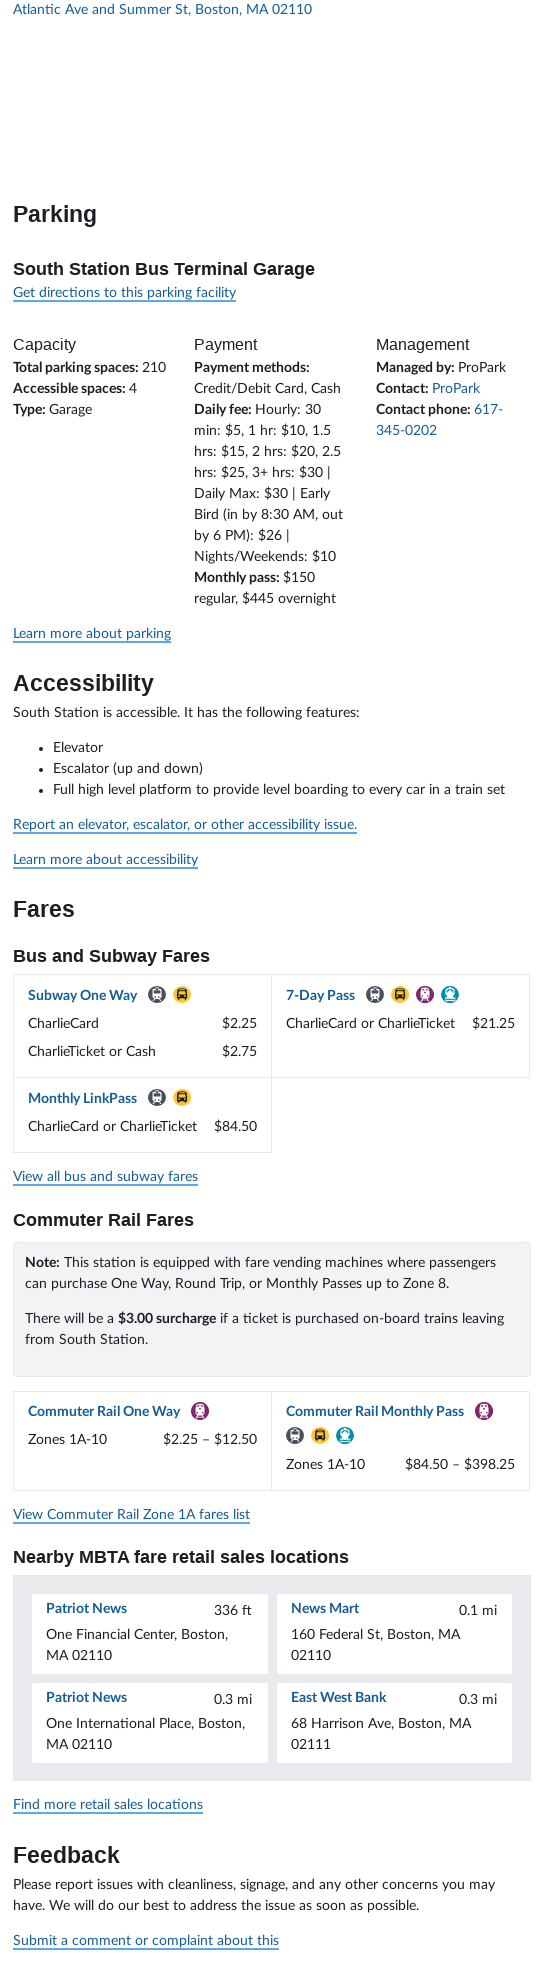 Atlantic Ave and Summer St, Boston, MA 02110
Parking
South Station Bus Terminal Garage
Get directions to this parking facility
Capacity
Total parking spaces: 210
Accessible spaces: 4
Type: Garage
Payment
Payment methods:
Credit/Debit Card, Cash
Daily fee: Hourly: 30
min: $5, 1 hr: $10, 1.5
hrs: $15, 2 hrs: $20, 2.5
hrs: $25, 3+ hrs: $30 |
Daily Max: $30 | Early
Bird (in by 8:30 AM, out
by 6 PM): $26 |
Nights/Weekends: $10
Monthly pass: $150
regular, $445 overnight
Management
Managed by: ProPark
Contact: ProPark
Contact phone: 617-
345-0202
Learn more about parking
Accessibility
South Station is accessible. It has the following features:
• Elevator
• Escalator (up and down)
• Full high level platform to provide level boarding to every car in a train set
Report an elevator, escalator, or other accessibility issue.
Learn more about accessibility
Fares
Bus and Subway Fares
Subway One Way
CharlieCard $2.25
CharlieTicket or Cash $2.75
7-Day Pass
CharlieCard or CharlieTicket $21.25
Monthly LinkPass
CharlieCard or CharlieTicket $84.50
View all bus and subway fares
Commuter Rail Fares
Note: This station is equipped with fare vending machines where passengers
can purchase One Way, Round Trip, or Monthly Passes up to Zone 8.
There will be a $3.00 surcharge if a ticket is purchased on-board trains leaving
from South Station.
Commuter Rail One Way
Zones 1A-10 $2.25 – $12.50
Commuter Rail Monthly Pass
Zones 1A-10 $84.50 – $398.25
View Commuter Rail Zone 1A fares list
Nearby MBTA fare retail sales locations
Patriot News 336 ft
One Financial Center, Boston,
MA 02110
News Mart 0.1 mi
160 Federal St, Boston, MA
02110
Patriot News 0.3 mi
One International Place, Boston,
MA 02110
East West Bank 0.3 mi
68 Harrison Ave, Boston, MA
02111
Find more retail sales locations
Feedback
Please report issues with cleanliness, signage, and any other concerns you may
have. We will do our best to address the issue as soon as possible.
Submit a comment or complaint about this